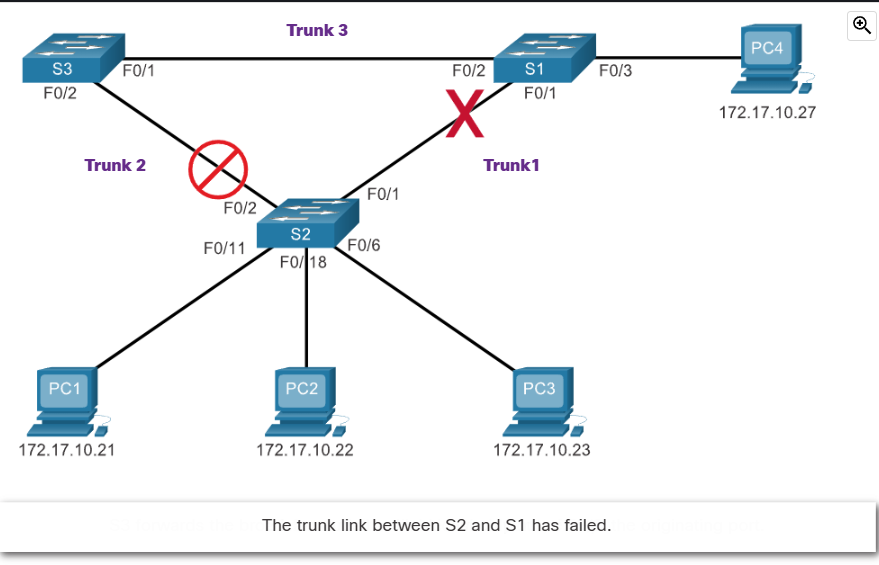 Trunk 3
S3
F0/1
F0/2
S1
F0/3
PC4
F0/2
F0/1
172.17.10.27
Trunk 2
Trunk1
F0/2
F0/1
S2
F0/11
F0/18
F0/6
PC1
PC2
PC3
172.17.10.21
172.17.10.22
172.17.10.23
The trunk link between S2 and S1 has failed.